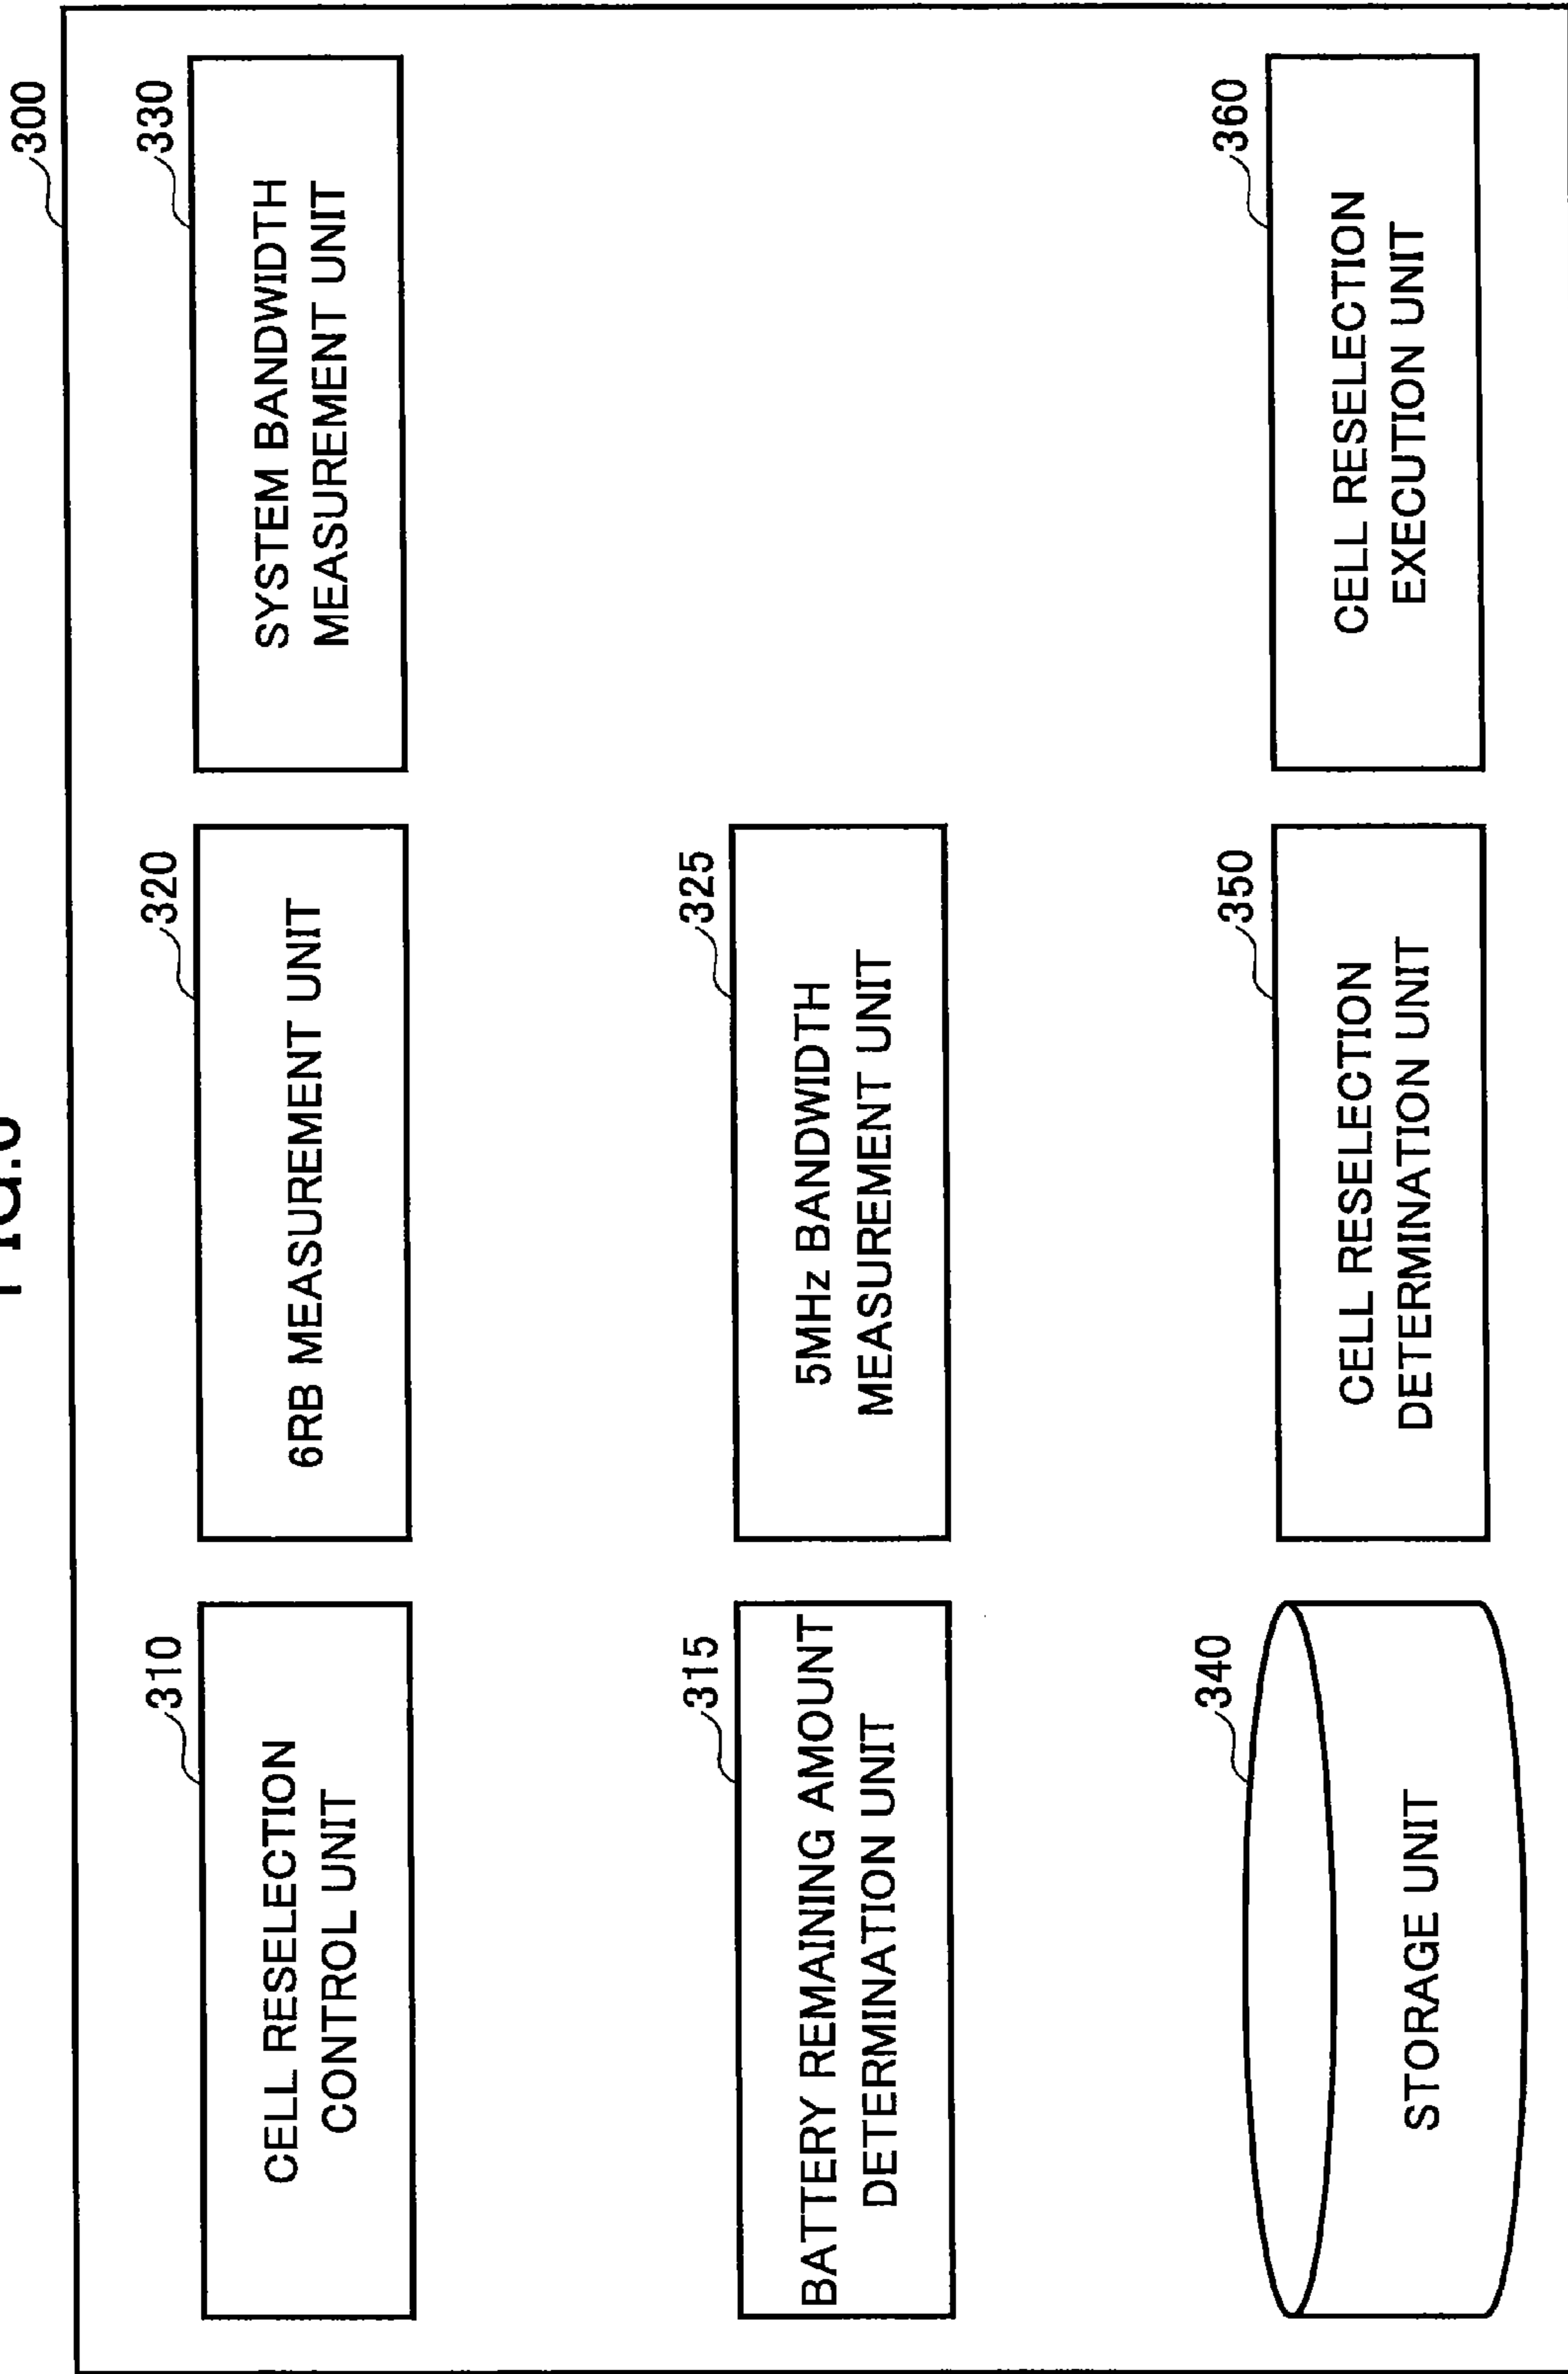 300
310
CELL RESELECTION
CONTROL UNIT
320
6RB MEASUREMENT UNIT
330
SYSTEM BANDWIDTH
MEASUREMENT UNIT
315
BATTERY REMAINING AMOUNT
DETERMINATION UNIT
325
5MHz BANDWIDTH
MEASUREMENT UNIT
340
STORAGE UNIT
350
CELL RESELECTION
DETERMINATION UNIT
360
CELL RESELECTION
EXECUTION UNIT